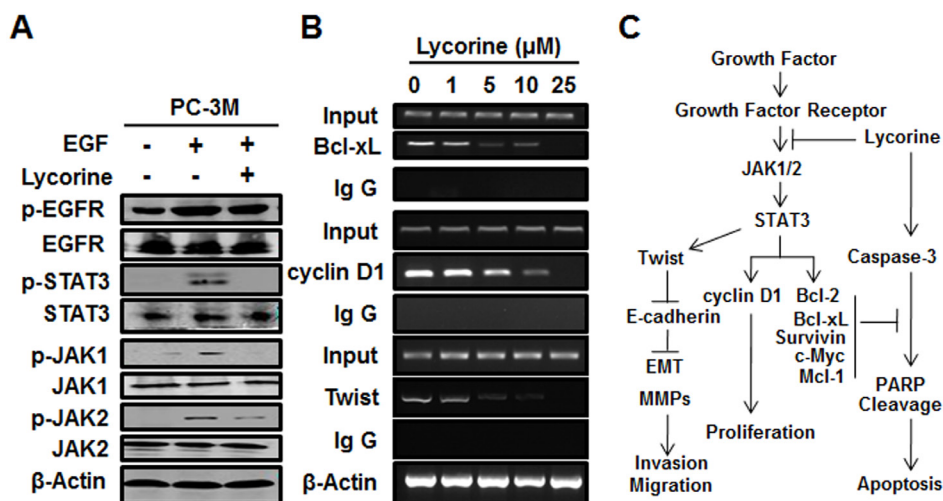 A
PC-3M
EGF - + +
Lycorine - - +
p-EGFR
EGFR
p-STAT3
STAT3
p-JAK1
JAK1
p-JAK2
JAK2
β-Actin
B
Lycorine (μM)
0 1 5 10 25
Input
Bcl-xL
Ig G
Input
cyclin D1
Ig G
Input
Twist
Ig G
β-Actin
C
Growth Factor
Growth Factor Receptor
Lycorine
JAK1/2
STAT3
Twist
Caspase-3
cyclin D1
Bcl-2
E-cadherin
Bcl-xL
Survivin
c-Myc
Mcl-1
EMT
MMPs
PARP
Cleavage
Proliferation
Invasion
Migration
Apoptosis